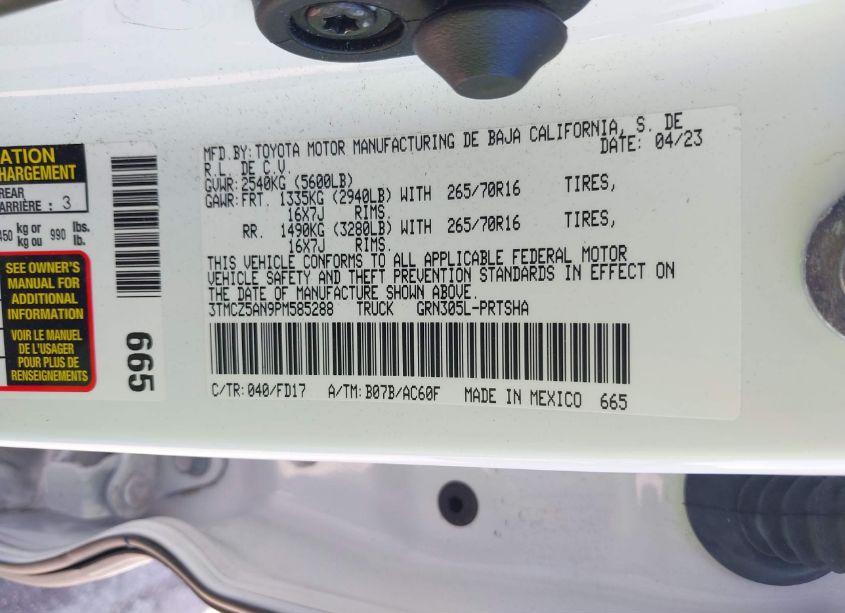 ATION
HARGEMENT
REAR
ARRIÈRE : 3
450 kg or 990 lbs.
kg ou lb.
SEE OWNER'S
MANUAL FOR
ADDITIONAL
INFORMATION
VOIR LE MANUEL
DE L'USAGER
POUR PLUS DE
RENSEIGNEMENTS
665
MFD.BY:TOYOTA MOTOR MANUFACTURING DE BAJA CALIFORNIA, S. DE
R.L. DE C.V. DATE: 04/23
GVWR:2540KG (5600LB)
GAWR:FRT. 1335KG (2940LB) WITH 265/70R16 TIRES,
16X7J RIMS.
RR. 1490KG (3280LB) WITH 265/70R16 TIRES,
16X7J RIMS.
THIS VEHICLE CONFORMS TO ALL APPLICABLE FEDERAL MOTOR
VEHICLE SAFETY AND THEFT PREVENTION STANDARDS IN EFFECT ON
THE DATE OF MANUFACTURE SHOWN ABOVE.
3TMCZ5AN9PM585288 TRUCK GRN305L-PRTSHA
C/TR:040/FD17 A/TM:B07B/AC60F MADE IN MEXICO 665